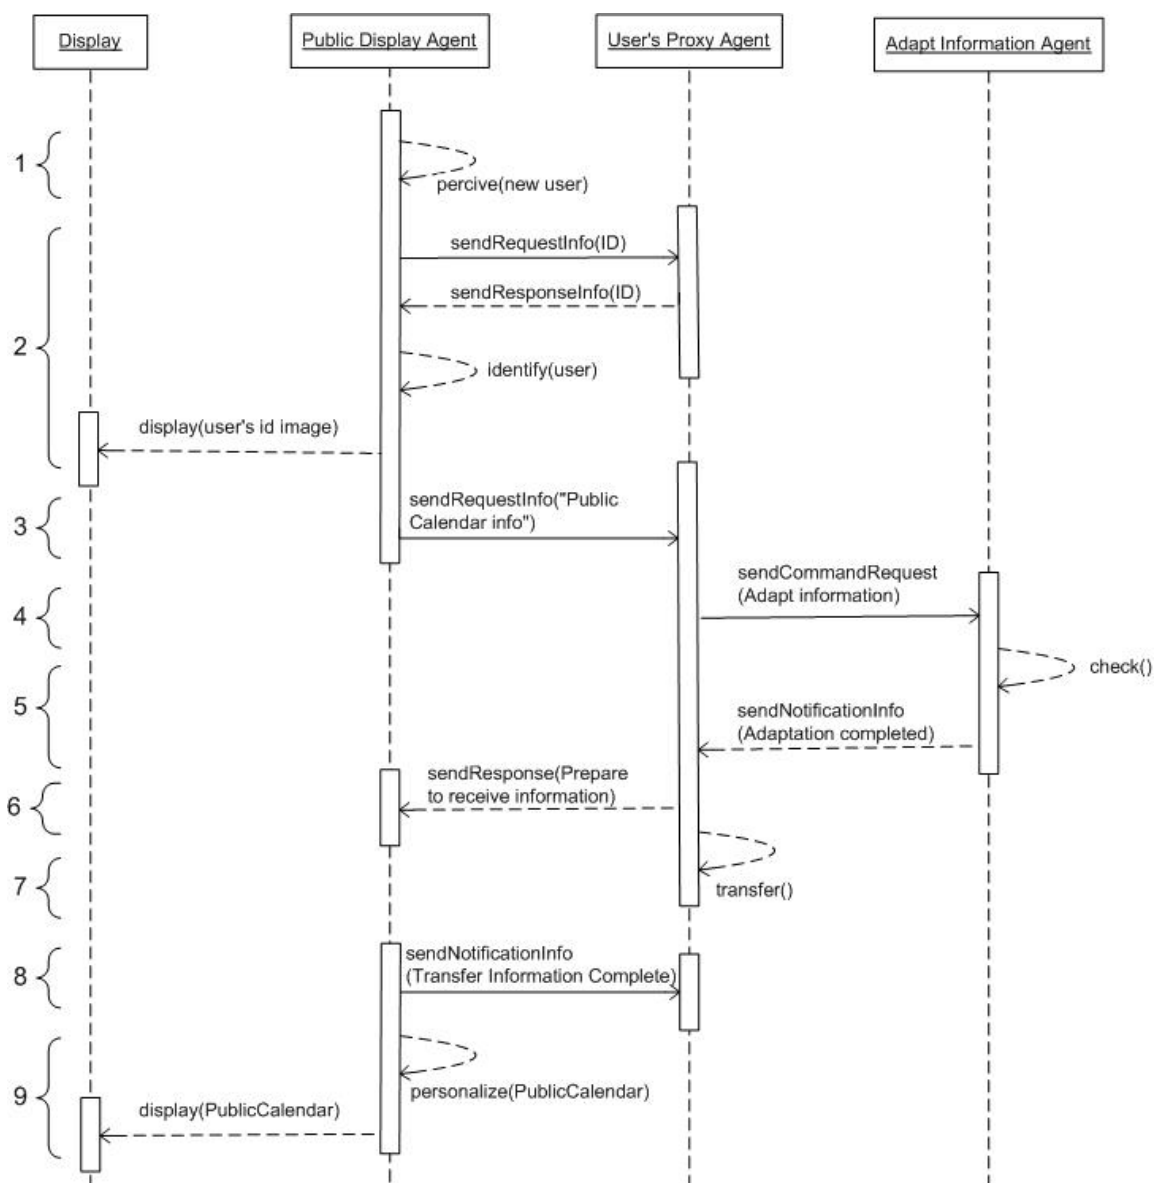 Display
Public Display Agent
User's Proxy Agent
Adapt Information Agent
1
percive(new user)
2
sendRequestInfo(ID)
sendResponseInfo(ID)
identify(user)
display(user's id image)
3
sendRequestInfo("Public
Calendar info")
4
sendCommandRequest
(Adapt information)
check()
5
sendNotificationInfo
(Adaptation completed)
6
sendResponse(Prepare
to receive information)
7
transfer()
8
sendNotificationInfo
(Transfer Information Complete)
9
personalize(PublicCalendar)
display(PublicCalendar)